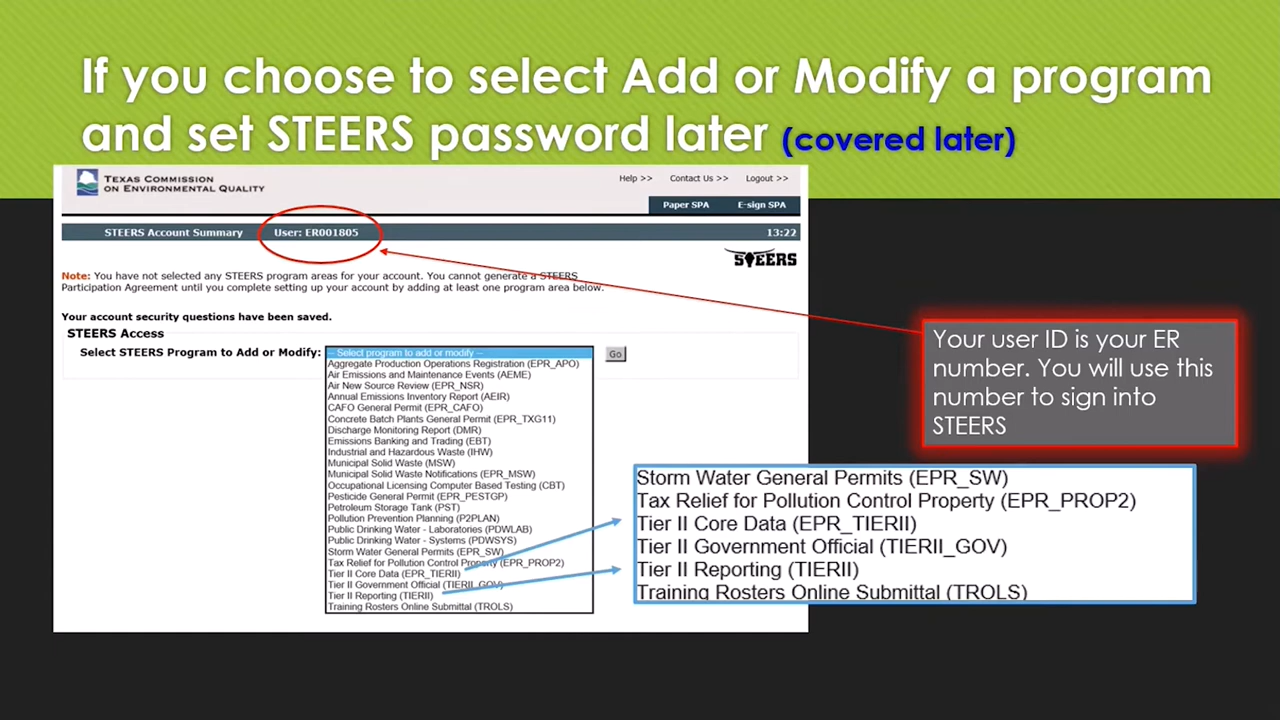 If you choose to select Add or Modify a program
and set STEERS password later (covered later)
TEXAS COMMISSION
ON ENVIRONMENTAL QUALITY
Help >> Contact Us >> Logout >>
Paper SPA E-sign SPA
STEERS Account Summary User: ER001805 13:22
STEERS
Note: You have not selected any STEERS program areas for your account. You cannot generate a STEERS
Participation Agreement until you complete setting up your account by adding at least one program area below.
Your account security questions have been saved.
STEERS Access
Select STEERS Program to Add or Modify:
-- Select program to add or modify -- Go
Aggregate Production Operations Registration (EPR_APO)
Air Emissions and Maintenance Events (AEME)
Air New Source Review (EPR_NSR)
Annual Emissions Inventory Report (AEIR)
CAFO General Permit (EPR_CAFO)
Concrete Batch Plants General Permit (EPR_TXG11)
Discharge Monitoring Report (DMR)
Emissions Banking and Trading (EBT)
Industrial and Hazardous Waste (IHW)
Municipal Solid Waste (MSW)
Municipal Solid Waste Notifications (EPR_MSW)
Occupational Licensing Computer Based Testing (CBT)
Pesticide General Permit (EPR_PESTGP)
Petroleum Storage Tank (PST)
Pollution Prevention Planning (P2PLAN)
Public Drinking Water - Laboratories (PDWLAB)
Public Drinking Water - Systems (PDWSYS)
Storm Water General Permits (EPR_SW)
Tax Relief for Pollution Control Property (EPR_PROP2)
Tier II Core Data (EPR_TIERII)
Tier II Government Official (TIERII_GOV)
Tier II Reporting (TIERII)
Training Rosters Online Submittal (TROLS)
Your user ID is your ER
number. You will use this
number to sign into
STEERS
Storm Water General Permits (EPR_SW)
Tax Relief for Pollution Control Property (EPR_PROP2)
Tier II Core Data (EPR_TIERII)
Tier II Government Official (TIERII_GOV)
Tier II Reporting (TIERII)
Training Rosters Online Submittal (TROLS)